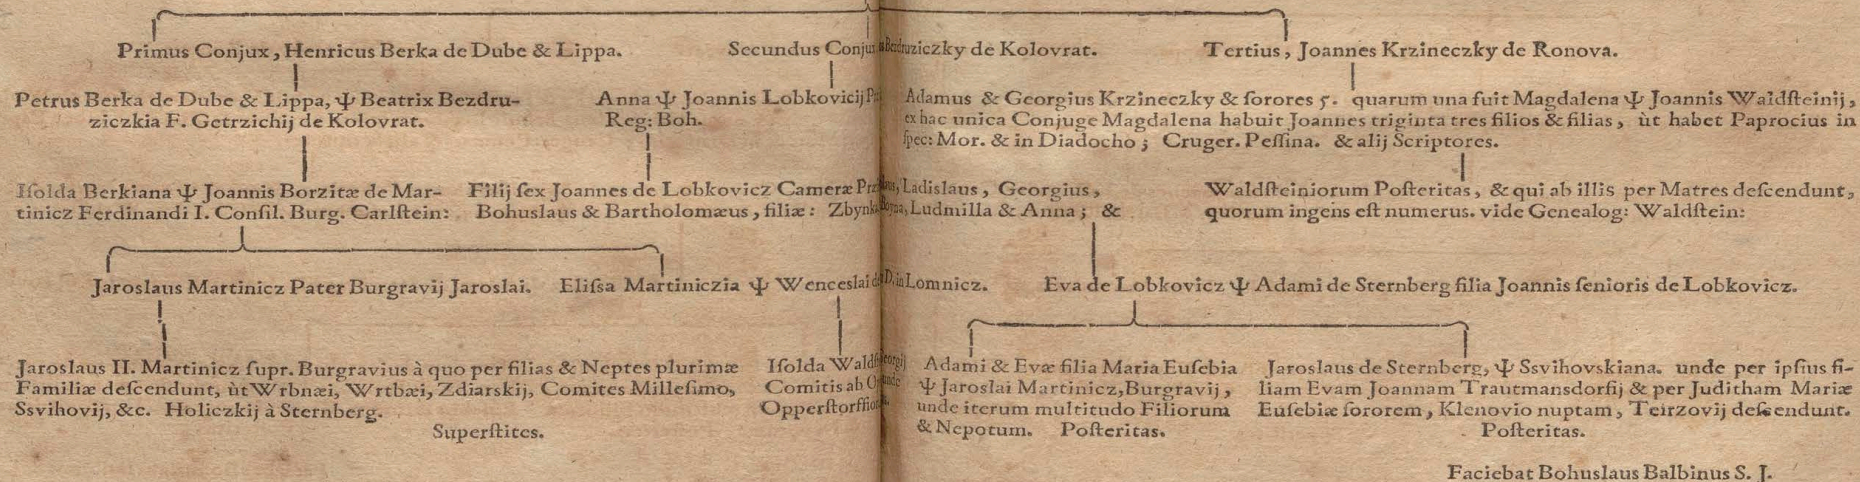 Primus Conjux, Henricus Berka de Dube & Lippa.
Secundus Conjux Bezdruziczky de Kolovrat.
Tertius, Joannes Krzineczky de Ronova.
Petrus Berka de Dube & Lippa, Ψ Beatrix Bezdru-
ziczkia F. Getrzichij de Kolovrat.
Anna Ψ Joannis Lobkovicij
Reg: Boh.
Adamus & Georgius Krzineczky & ſorores 5. quarum una fuit Magdalena Ψ Joannis Waldſteinij,
ex hac unica Conjuge Magdalena habuit Joannes triginta tres filios & filias, ùt habet Paprocius in
ſpec: Mor. & in Diadocho; Cruger. Peſſina. & alij Scriptores.
Iſolda Berkiana Ψ Joannis Borzitæ de Mar-
tinicz Ferdinandi I. Conſil. Burg. Carlſtein:
Filij ſex Joannes de Lobkovicz Cameræ Ladislaus, Georgius,
Bohuslaus & Bartholomæus, filiæ: Ludmilla & Anna; &
Waldſteiniorum Poſteritas, & qui ab illis per Matres deſcendunt,
quorum ingens eſt numerus. vide Genealog: Waldſtein:
Jaroslaus Martinicz Pater Burgravij Jaroslai.
Eliſsa Martiniczia Ψ Wenceslai D. in Lomnicz.
Eva de Lobkovicz Ψ Adami de Sternberg filia Joannis ſenioris de Lobkovicz.
Jaroslaus II. Martinicz ſupr. Burgravius à quo per filias & Neptes plurimæ
Familiæ deſcendunt, ùt Wrbnæi, Wrtbæi, Zdiarskij, Comites Milleſimo,
Ssvihovij, &c. Holiczkij à Sternberg.
Superſtites.
Iſolda
Comitis ab
Adami & Evæ filia Maria Euſebia
Ψ Jaroslai Martinicz, Burgravij,
unde iterum multitudo Filiorum
& Nepotum. Poſteritas.
Jaroslaus de Sternberg, Ψ Ssvihovskiana. unde per ipſius fi-
liam Evam Joannam Trautmansdorfij & per Juditham Mariæ
Euſebiæ ſororem, Klenovio nuptam, Teirzovij deſcendunt.
Poſteritas.
Faciebat Bohuslaus Balbinus S. J.